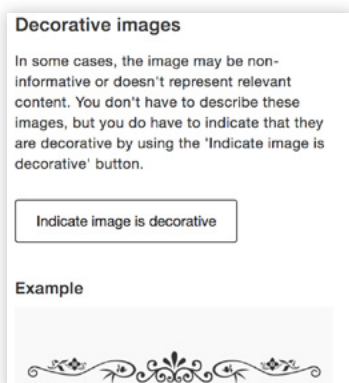 Decorative images
In some cases, the image may be non-
informative or doesn't represent relevant
content. You don't have to describe these
images, but you do have to indicate that they
are decorative by using the 'Indicate image is
decorative' button.
Indicate image is decorative
Example